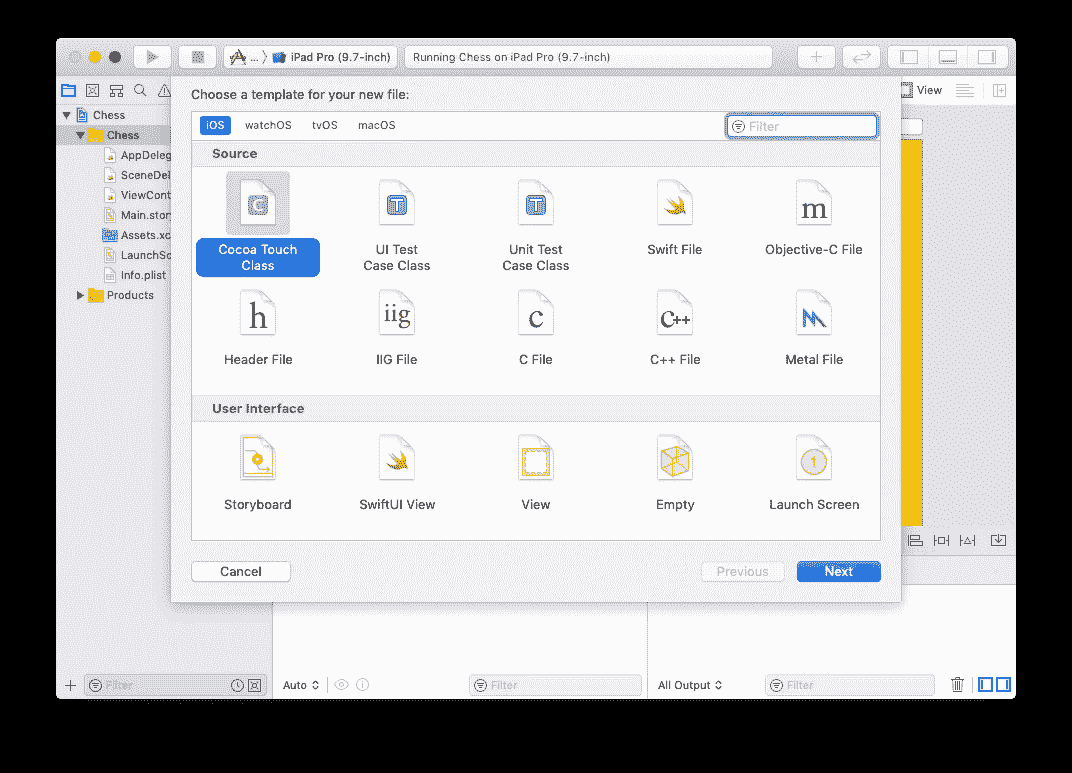 ... 〉 iPad Pro (9.7-inch)
Running Chess on iPad Pro (9.7-inch)
View
Choose a template for your new file:
iOS
watchOS
tvOS
macOS
Filter
Chess
Chess
AppDeleg
SceneDel
ViewCont
Main.stor
Assets.xc
LaunchSc
Info.plist
Products
Source
C
T
T
m
Cocoa Touch
Class
UI Test
Case Class
Unit Test
Case Class
Swift File
Objective-C File
h
iig
c
c++
Header File
IIG File
C File
C++ File
Metal File
User Interface
1
Storyboard
SwiftUI View
View
Empty
Launch Screen
Cancel
Previous
Next
Filter
Auto
Filter
All Output
Filter